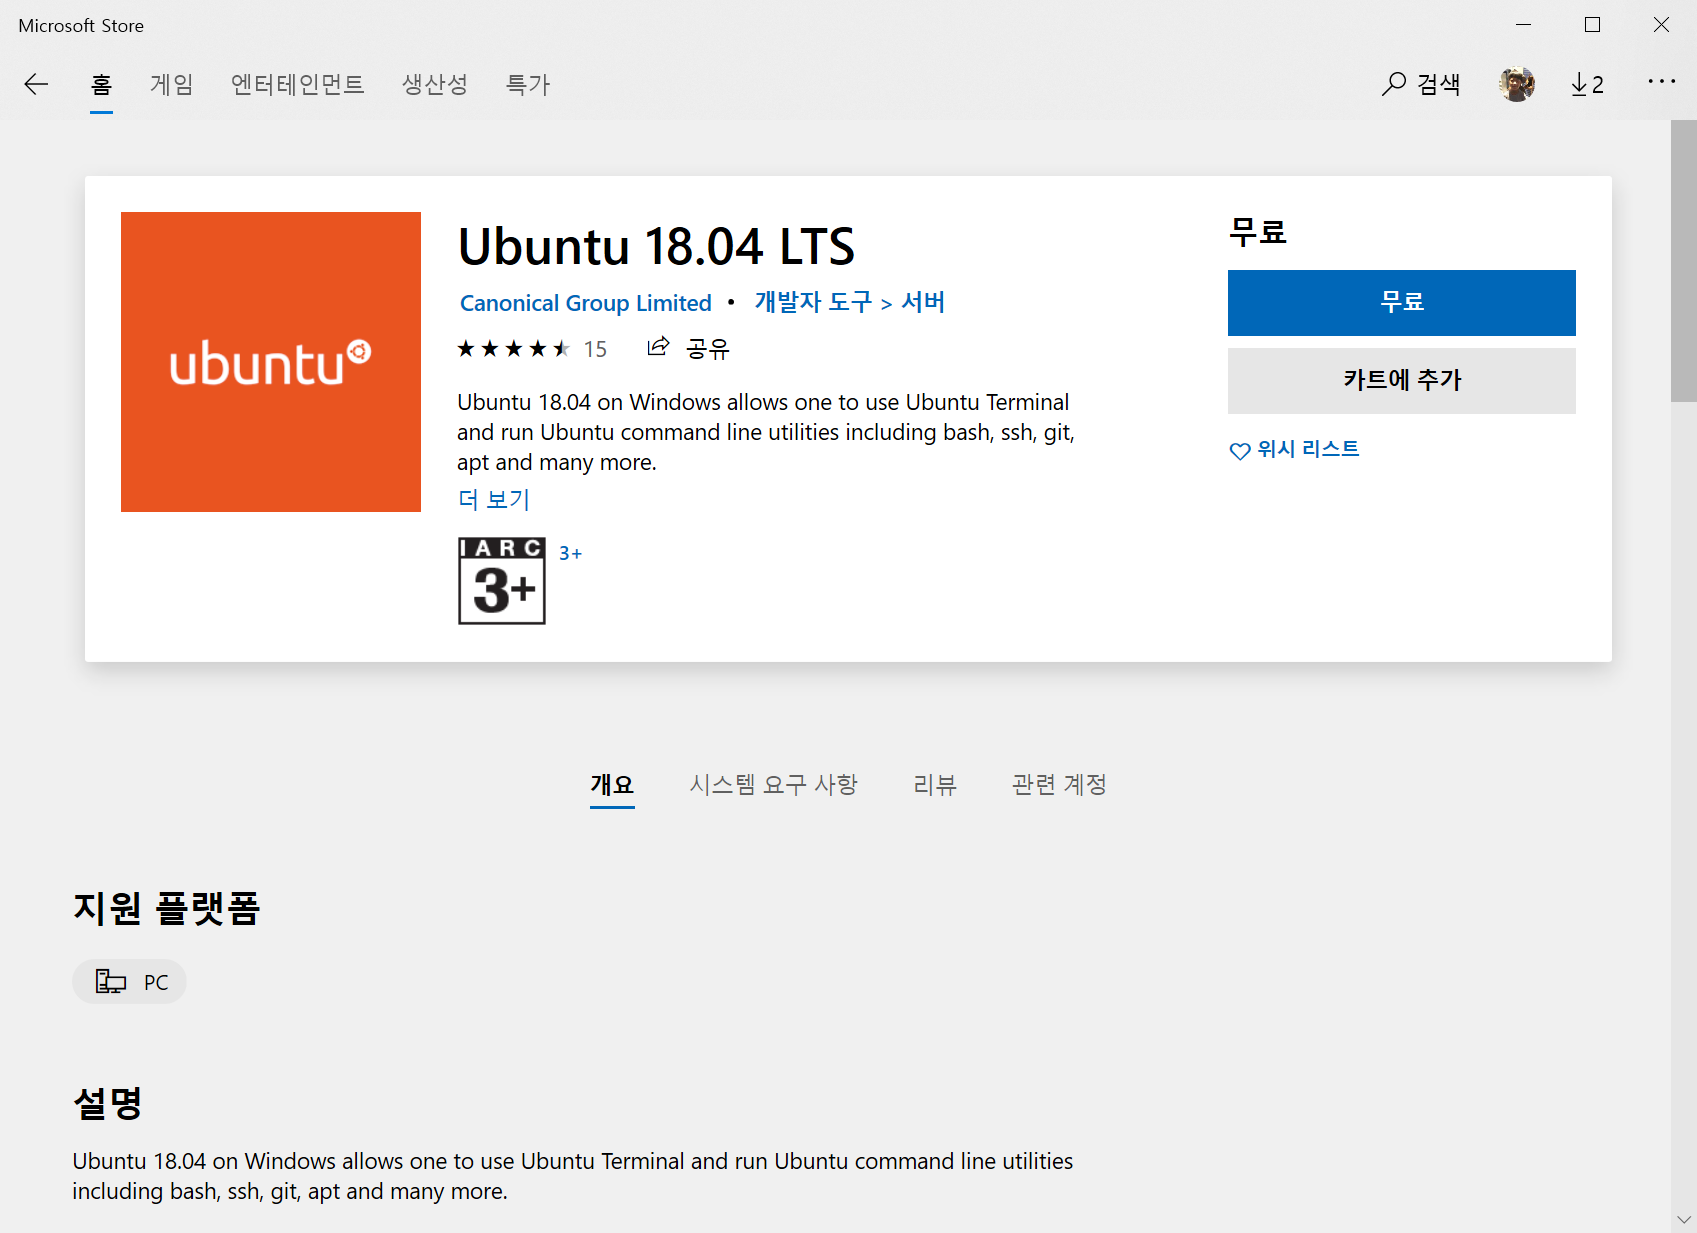 Microsoft Store
홈 게임 엔터테인먼트 생산성 특가 검색 2
ubuntu
Ubuntu 18.04 LTS
Canonical Group Limited • 개발자 도구 > 서버
15 공유
Ubuntu 18.04 on Windows allows one to use Ubuntu Terminal
and run Ubuntu command line utilities including bash, ssh, git,
apt and many more.
더 보기
IARC
3+
3+
무료
무료
카트에 추가
위시 리스트
개요 시스템 요구 사항 리뷰 관련 계정
지원 플랫폼
PC
설명
Ubuntu 18.04 on Windows allows one to use Ubuntu Terminal and run Ubuntu command line utilities
including bash, ssh, git, apt and many more.